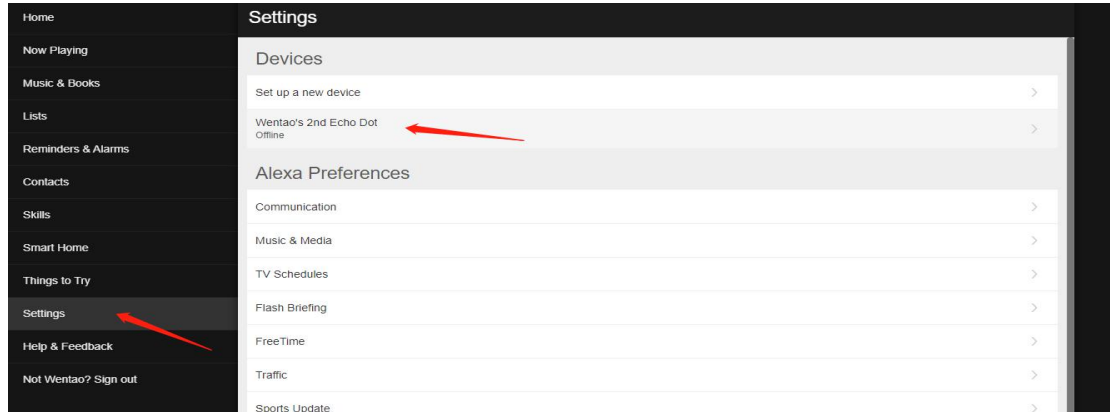 Home
Now Playing
Music & Books
Lists
Reminders & Alarms
Contacts
Skills
Smart Home
Things to Try
Settings
Help & Feedback
Not Wentao? Sign out
Settings
Devices
Set up a new device
Wentao's 2nd Echo Dot
Offline
Alexa Preferences
Communication
Music & Media
TV Schedules
Flash Briefing
FreeTime
Traffic
Sports Update